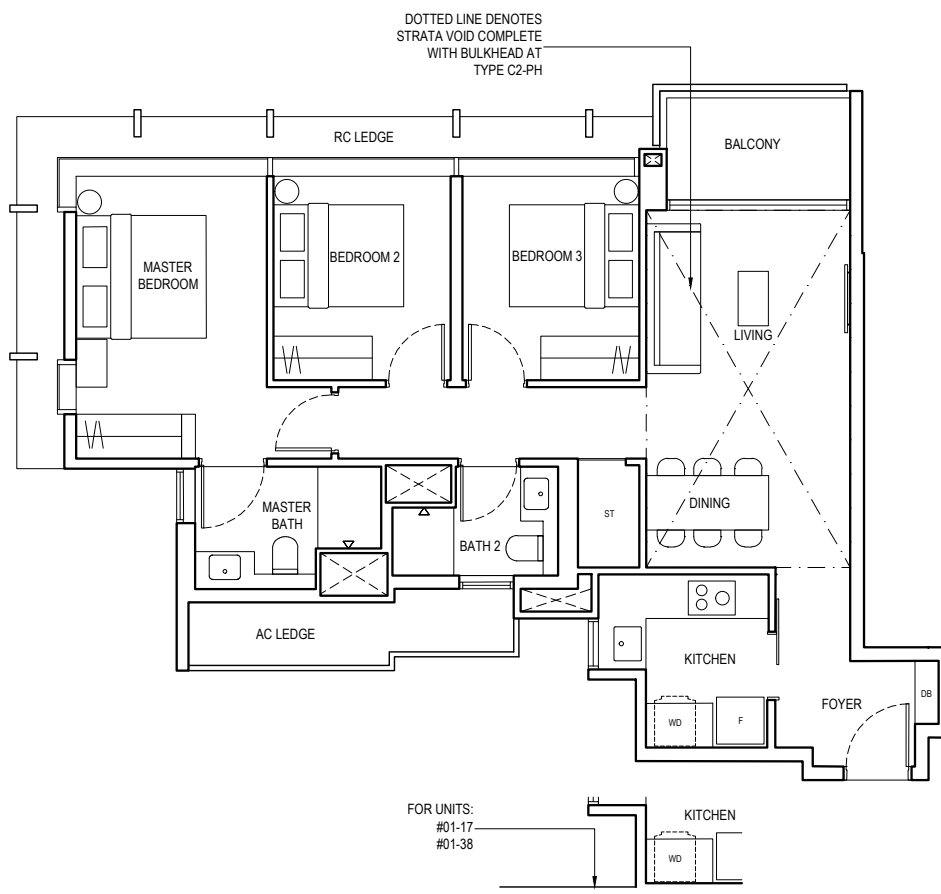 DOTTED LINE DENOTES
STRATA VOID COMPLETE
WITH BULKHEAD AT
TYPE C2-PH
RC LEDGE
BALCONY
MASTER
BEDROOM
BEDROOM 2
BEDROOM 3
LIVING
MASTER
BATH
BATH 2
ST
DINING
AC LEDGE
KITCHEN
FOYER
DB
WD
F
FOR UNITS:
#01-17
#01-38
KITCHEN
WD